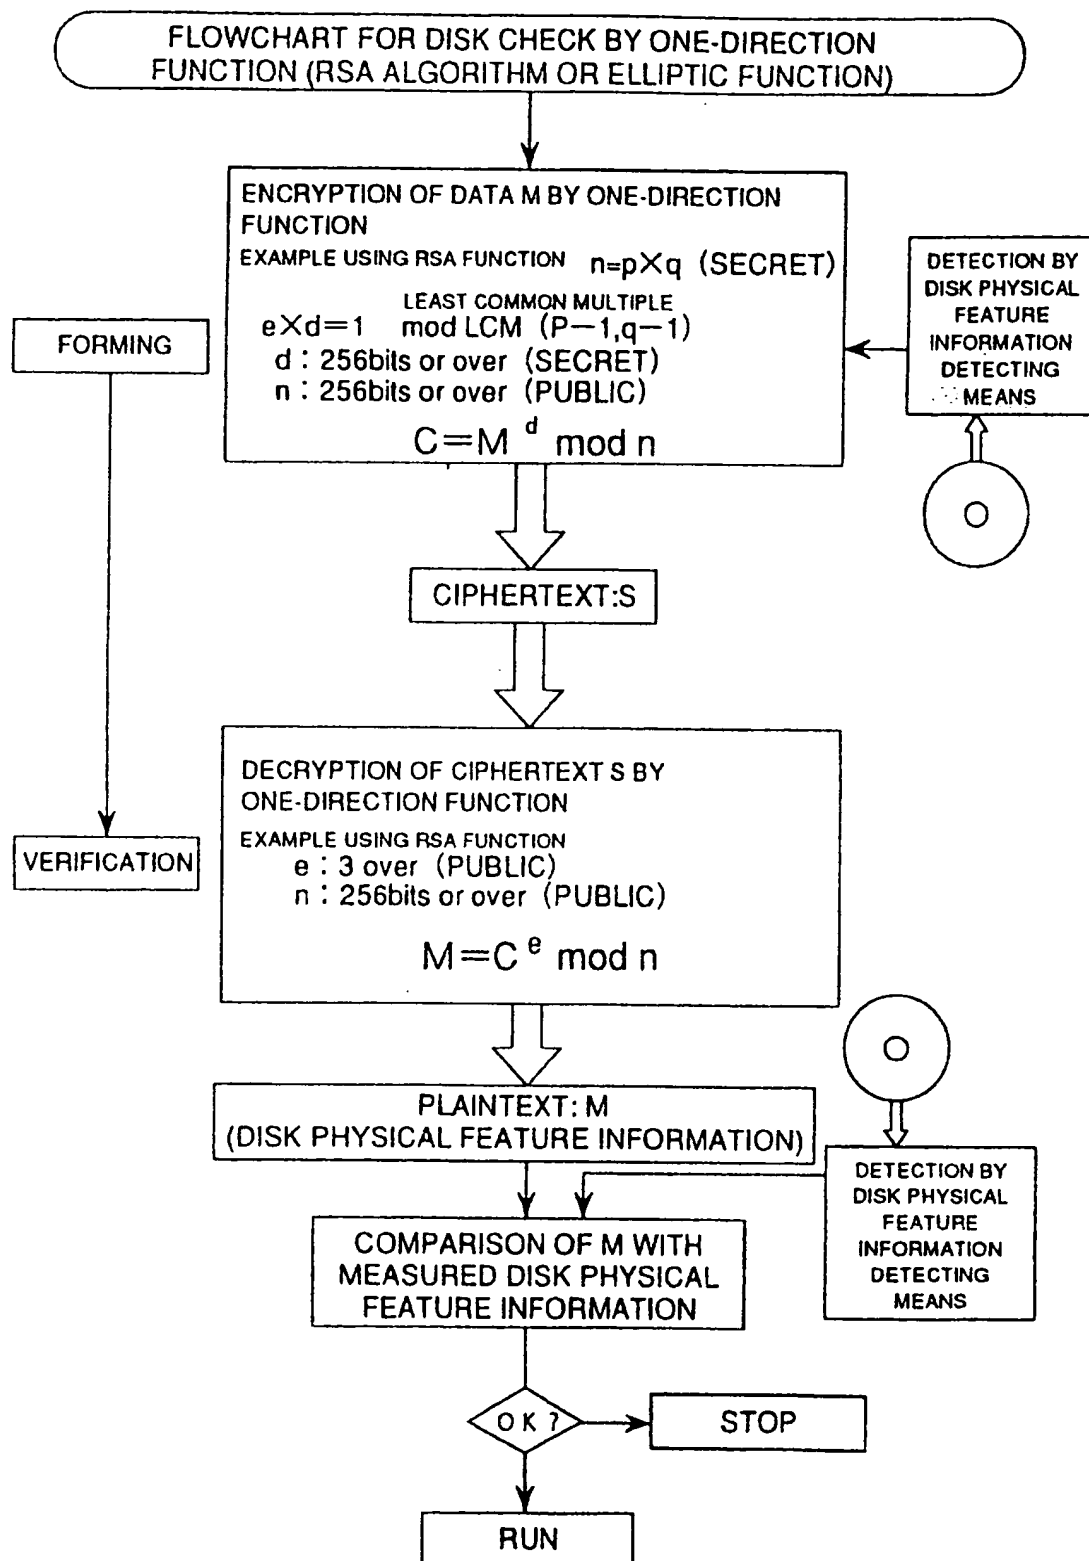 FLOWCHART FOR DISK CHECK BY ONE-DIRECTION
FUNCTION (RSA ALGORITHM OR ELLIPTIC FUNCTION)
ENCRYPTION OF DATA M BY ONE-DIRECTION
FUNCTION
EXAMPLE USING RSA FUNCTION n=p×q (SECRET)
LEAST COMMON MULTIPLE
e×d=1 mod LCM (P-1,q-1)
d : 256bits or over (SECRET)
n : 256bits or over (PUBLIC)
C=M^d mod n
DETECTION BY
DISK PHYSICAL
FEATURE
INFORMATION
DETECTING
MEANS
FORMING
CIPHERTEXT:S
DECRYPTION OF CIPHERTEXT S BY
ONE-DIRECTION FUNCTION
EXAMPLE USING RSA FUNCTION
e : 3 over (PUBLIC)
n : 256bits or over (PUBLIC)
M=C^e mod n
VERIFICATION
PLAINTEXT: M
(DISK PHYSICAL FEATURE INFORMATION)
DETECTION BY
DISK PHYSICAL
FEATURE
INFORMATION
DETECTING
MEANS
COMPARISON OF M WITH
MEASURED DISK PHYSICAL
FEATURE INFORMATION
OK?
STOP
RUN